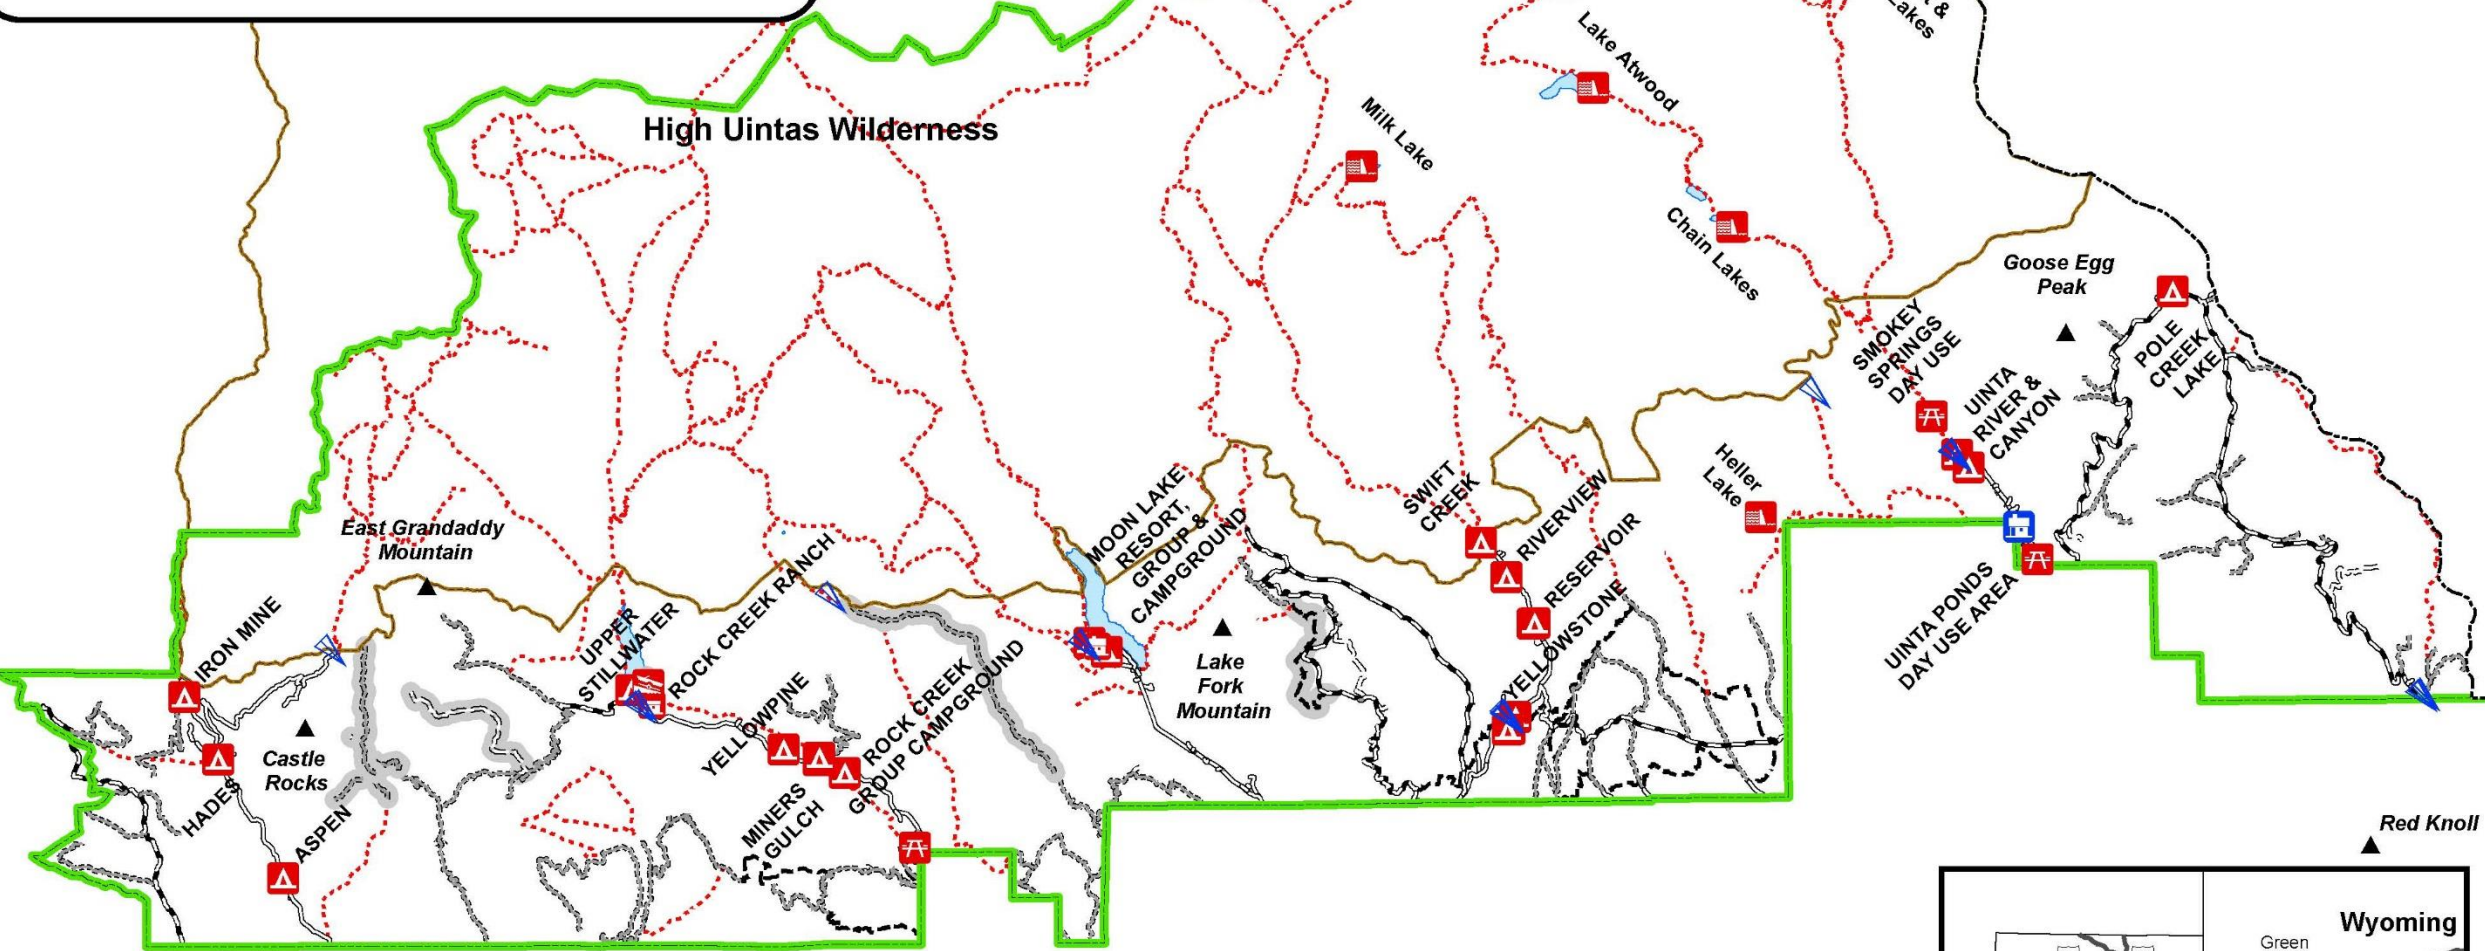 &
Lakes
Lake Atwood
Milk Lake
High Uintas Wilderness
Chain Lakes
Goose Egg
Peak
SMOKEY
SPRINGS
DAY USE
POLE
CREEK
LAKE
UINTA
RIVER &
CANYON
Heller
Lake
SWIFT
CREEK
RIVERVIEW
RESERVOIR
YELLOWSTONE
MOON LAKE
RESORT,
GROUP &
CAMPGROUND
East Grandaddy
Mountain
IRON MINE
UPPER
STILLWATER
ROCK CREEK RANCH
UINTA PONDS
DAY USE AREA
Lake
Fork
Mountain
YELLOWPINE
ROCK CREEK
GROUP CAMPGROUND
Castle
Rocks
HADES
ASPEN
MINERS
GULCH
Red Knoll
Wyoming
Green